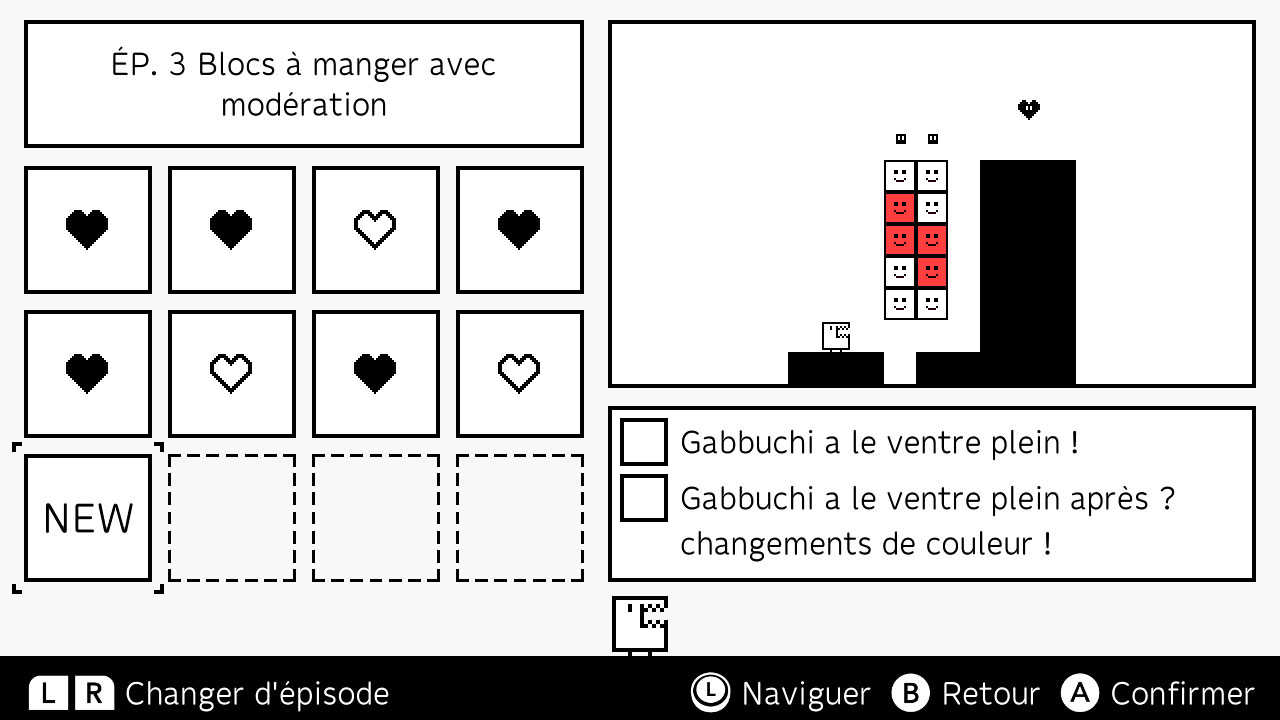 ÉP. 3 Blocs à manger avec
modération
NEW
Gabbuchi a le ventre plein !
Gabbuchi a le ventre plein après ?
changements de couleur !
L R Changer d'épisode
L Naviguer B Retour A Confirmer